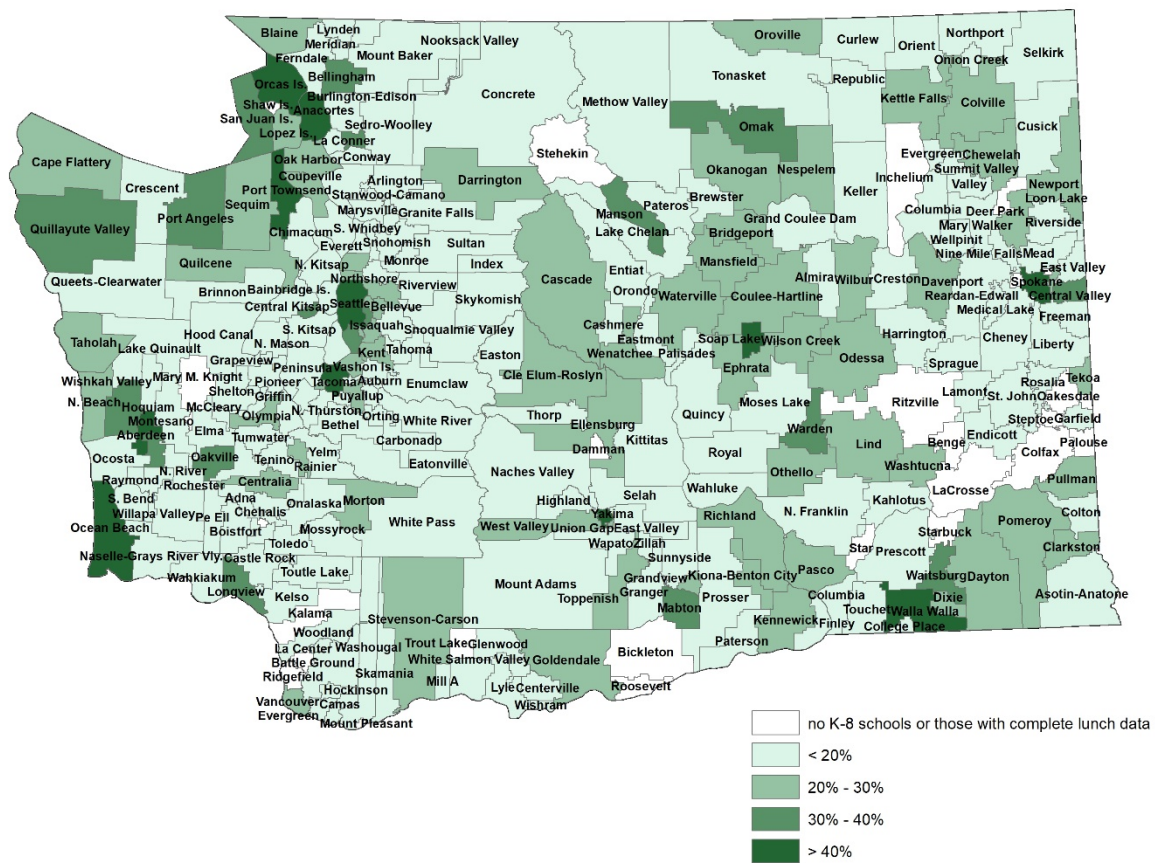 Blaine
Lynden
Meridian
Nooksack Valley
Ferndale
Mount Baker
Bellingham
Orcas Is.
Burlington-Edison
Concrete
Shaw Is.
Anacortes
San Juan Is.
Sedro-Woolley
Lopez Is.
La Conner
Conway
Oroville
Curlew
Orient
Northport
Onion Creek
Selkirk
Tonasket
Republic
Methow Valley
Kettle Falls
Colville
Omak
Cusick
Stehekin
Evergreen
Chewelah
Summit Valley
Inchelium
Valley
Okanogan
Nespelem
Keller
Newport
Loon Lake
Cape Flattery
Crescent
Oak Harbor
Coupeville
Port Townsend
Sequim
Arlington
Stanwood-Camano
Darrington
Marysville
Granite Falls
Port Angeles
Quillayute Valley
Chimacum
S. Whidbey
Everett
Snohomish
Sultan
Monroe
Index
Manson
Pateros
Lake Chelan
Brewster
Bridgeport
Grand Coulee Dam
Columbia
Deer Park
Mary Walker
Riverside
Wellpinit
Nine Mile Falls
Mead
East Valley
Quilcene
N. Kitsap
Northshore
Queets-Clearwater
Brinnon
Bainbridge Is.
Riverview
Central Kitsap
Seattle
Bellevue
Skykomish
Cascade
Entiat
Orondo
Mansfield
Waterville
Coulee-Hartline
Almira
Wilbur
Creston
Davenport
Spokane
Reardan-Edwall
Central Valley
Medical Lake
Freeman
Hood Canal
S. Kitsap
Issaquah
Snoqualmie Valley
Taholah
Lake Quinault
N. Mason
Kent
Tahoma
Easton
Cashmere
Eastmont
Wenatchee
Palisades
Soap Lake
Wilson Creek
Harrington
Cheney
Liberty
Grapeview
Peninsula
Vashon Is.
Wishkah Valley
Mary M. Knight
Pioneer
Tacoma
Auburn
Enumclaw
Cle Elum-Roslyn
Ephrata
Odessa
Sprague
Shelton
Griffin
Puyallup
N. Beach
Hoquiam
McCleary
Montesano
Olympia
N. Thurston
Orting
White River
Thorp
Ellensburg
Quincy
Moses Lake
Ritzville
Lamont
Rosalia
Tekoa
St. John
Oakesdale
Aberdeen
Elma
Tumwater
Bethel
Carbonado
Kittitas
Damman
Warden
Steptoe
Garfield
Benge
Endicott
Palouse
Ocosta
Oakville
Tenino
Yelm
Rainier
Eatonville
Royal
Lind
Colfax
N. River
Raymond
Rochester
Centralia
Naches Valley
Othello
Washtucna
Pullman
S. Bend
Adna
Onalaska
Morton
Highland
Selah
Wahluke
Kahlotus
LaCrosse
Willapa Valley
Pe Ell
Chehalis
White Pass
Yakima
N. Franklin
Colton
Ocean Beach
Boistfort
Mossyrock
West Valley
Union Gap
East Valley
Richland
Starbuck
Pomeroy
Toledo
Wapato
Zillah
Star
Prescott
Naselle-Grays River Vly.
Castle Rock
Sunnyside
Clarkston
Wahkiakum
Toutle Lake
Mount Adams
Grandview
Granger
Kiona-Benton City
Pasco
Waitsburg
Dayton
Longview
Kelso
Toppenish
Mabton
Prosser
Columbia
Dixie
Asotin-Anatone
Kalama
Stevenson-Carson
Touchet
Walla Walla
Woodland
Kennewick
Finley
College Place
La Center
Washougal
Trout Lake
Glenwood
Paterson
Battle Ground
White Salmon Valley
Goldendale
Bickleton
Ridgefield
Skamania
Mill A
Hockinson
Lyle
Centerville
Roosevelt
Vancouver
Camas
Wishram
Evergreen
Mount Pleasant
no K-8 schools or those with complete lunch data
< 20%
20% - 30%
30% - 40%
> 40%